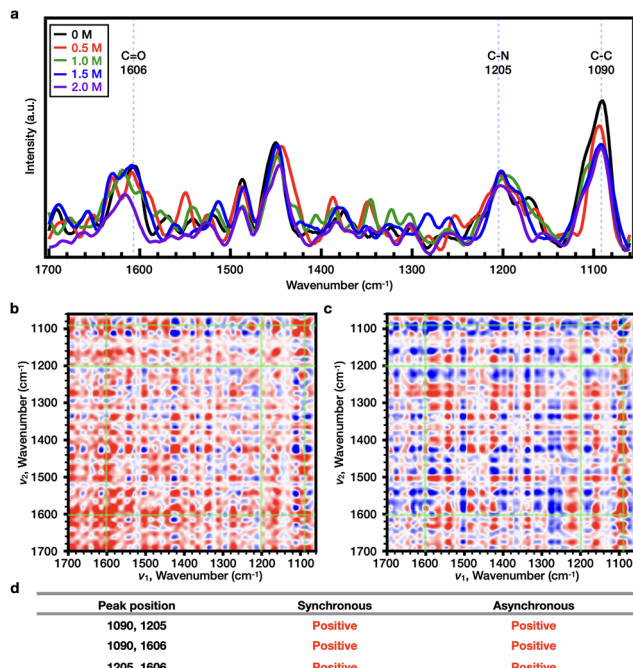 a
0 M
0.5 M
1.0 M
1.5 M
2.0 M
C=O
1606
C-N
1205
C-C
1090
Intensity (a.u.)
1700 1600 1500 1400 1300 1200 1100
Wavenumber (cm⁻¹)
b
c
1100
1200
1300
1400
1500
1600
1700
ν₂, Wavenumber (cm⁻¹)
1700 1600 1500 1400 1300 1200 1100
ν₁, Wavenumber (cm⁻¹)
1100
1200
1300
1400
1500
1600
1700
ν₂, Wavenumber (cm⁻¹)
1700 1600 1500 1400 1300 1200 1100
ν₁, Wavenumber (cm⁻¹)
d
Peak position Synchronous Asynchronous
1090, 1205 Positive Positive
1090, 1606 Positive Positive
1205, 1606 Positive Positive